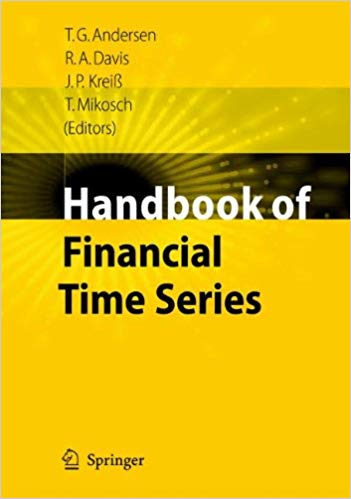 T. G. Andersen
R. A. Davis
J. P. Kreiß
T. Mikosch
(Editors)
Handbook of
Financial
Time Series
Springer